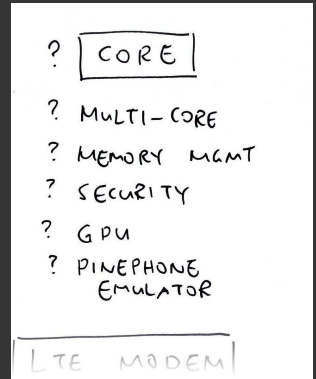 ? CORE
? MULTI-CORE
? MEMORY MGMT
? SECURITY
? GPU
? PINEPHONE
EMULATOR
LTE MODEM